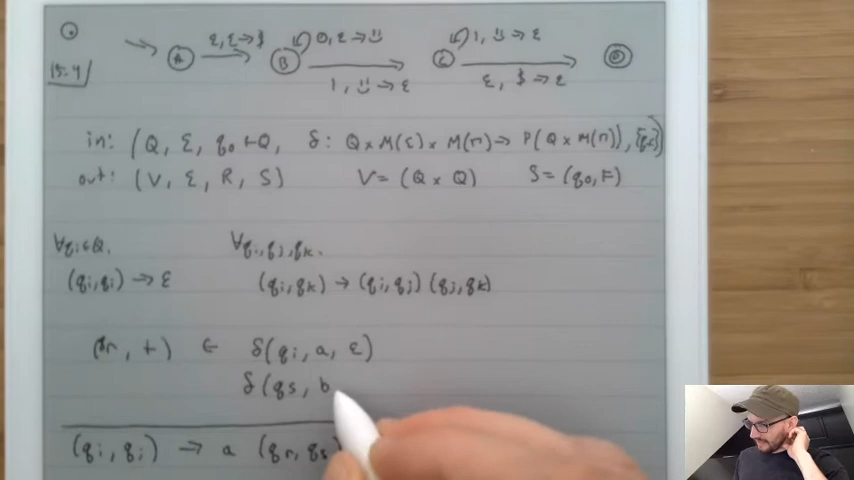 ε,ε→$ 0,ε→☺ 1,☺→ε
15.4 A B C D
1,☺→ε ε,$→ε
in: (Q, Σ, q₀∈Q, δ: Q×M(Σ)×M(Γ)→P(Q×M(Γ)),
out: (V, Σ, R, S) V=(Q×Q) S=(q₀,F)
∀qᵢ∈Q. ∀qᵢ,qⱼ,qₖ.
(qᵢ,qᵢ)→ε (qᵢ,qₖ)→(qᵢ,qⱼ)(qⱼ,qₖ)
(qr, t) ∈ δ(qᵢ, a, ε)
δ(qs, b
(qᵢ,qⱼ) → a (qr,qs)